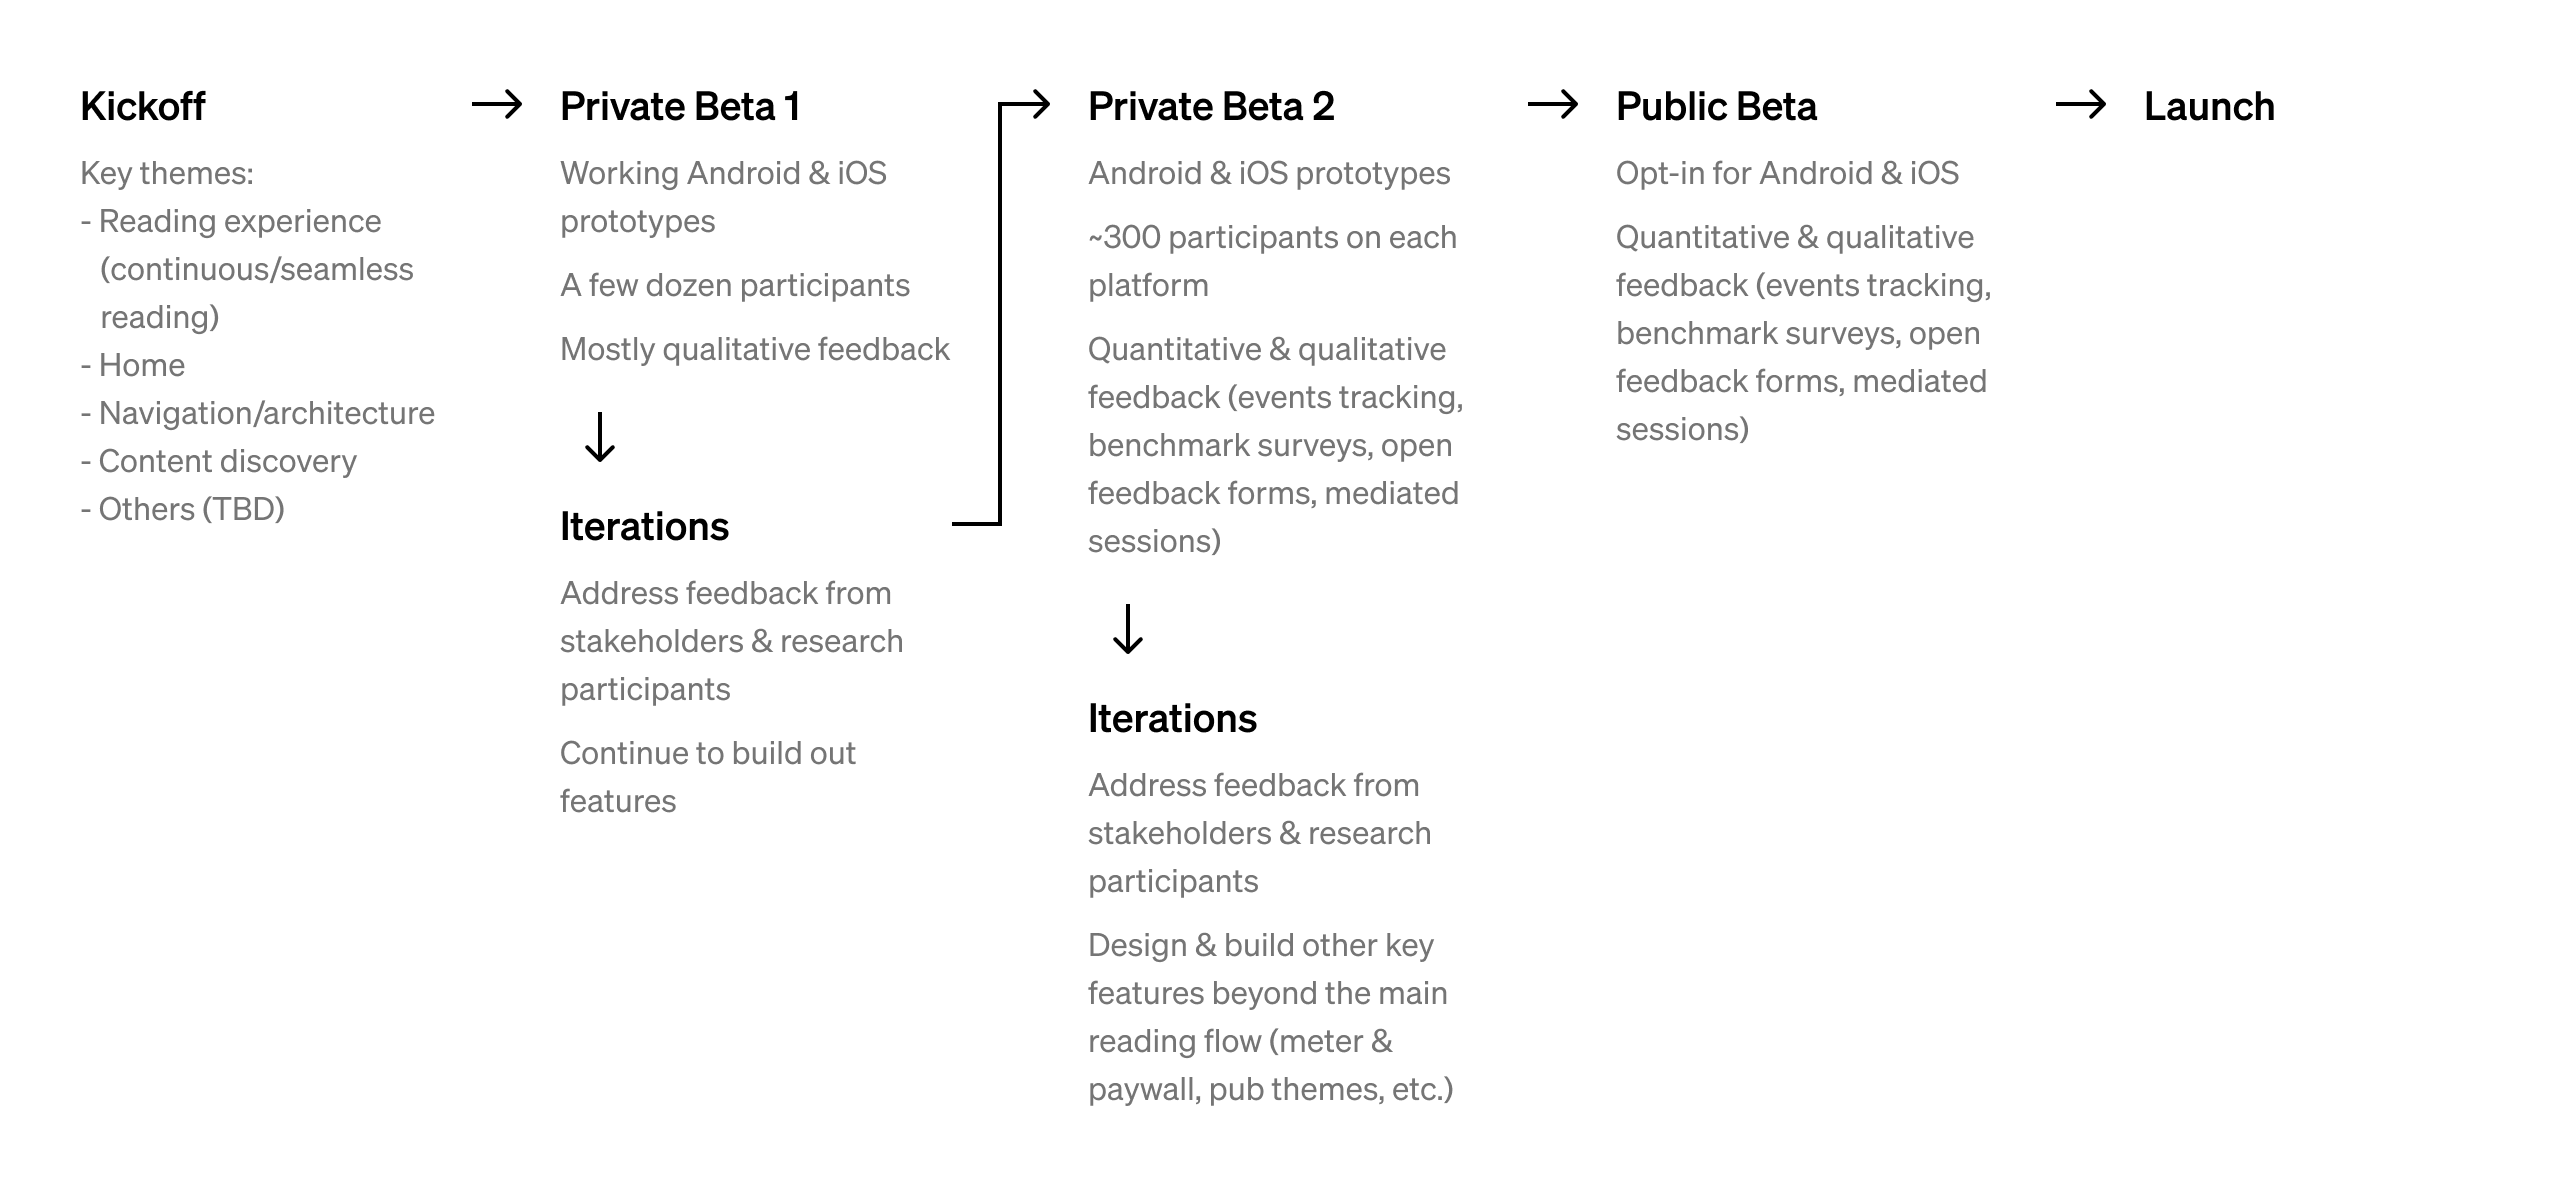 Kickoff
Key themes:
- Reading experience
(continuous/seamless
reading)
- Home
- Navigation/architecture
- Content discovery
- Others (TBD)
Private Beta 1
Working Android & iOS
prototypes
A few dozen participants
Mostly qualitative feedback
Iterations
Address feedback from
stakeholders & research
participants
Continue to build out
features
Private Beta 2
Android & iOS prototypes
~300 participants on each
platform
Quantitative & qualitative
feedback (events tracking,
benchmark surveys, open
feedback forms, mediated
sessions)
Iterations
Address feedback from
stakeholders & research
participants
Design & build other key
features beyond the main
reading flow (meter &
paywall, pub themes, etc.)
Public Beta
Opt-in for Android & iOS
Quantitative & qualitative
feedback (events tracking,
benchmark surveys, open
feedback forms, mediated
sessions)
Launch